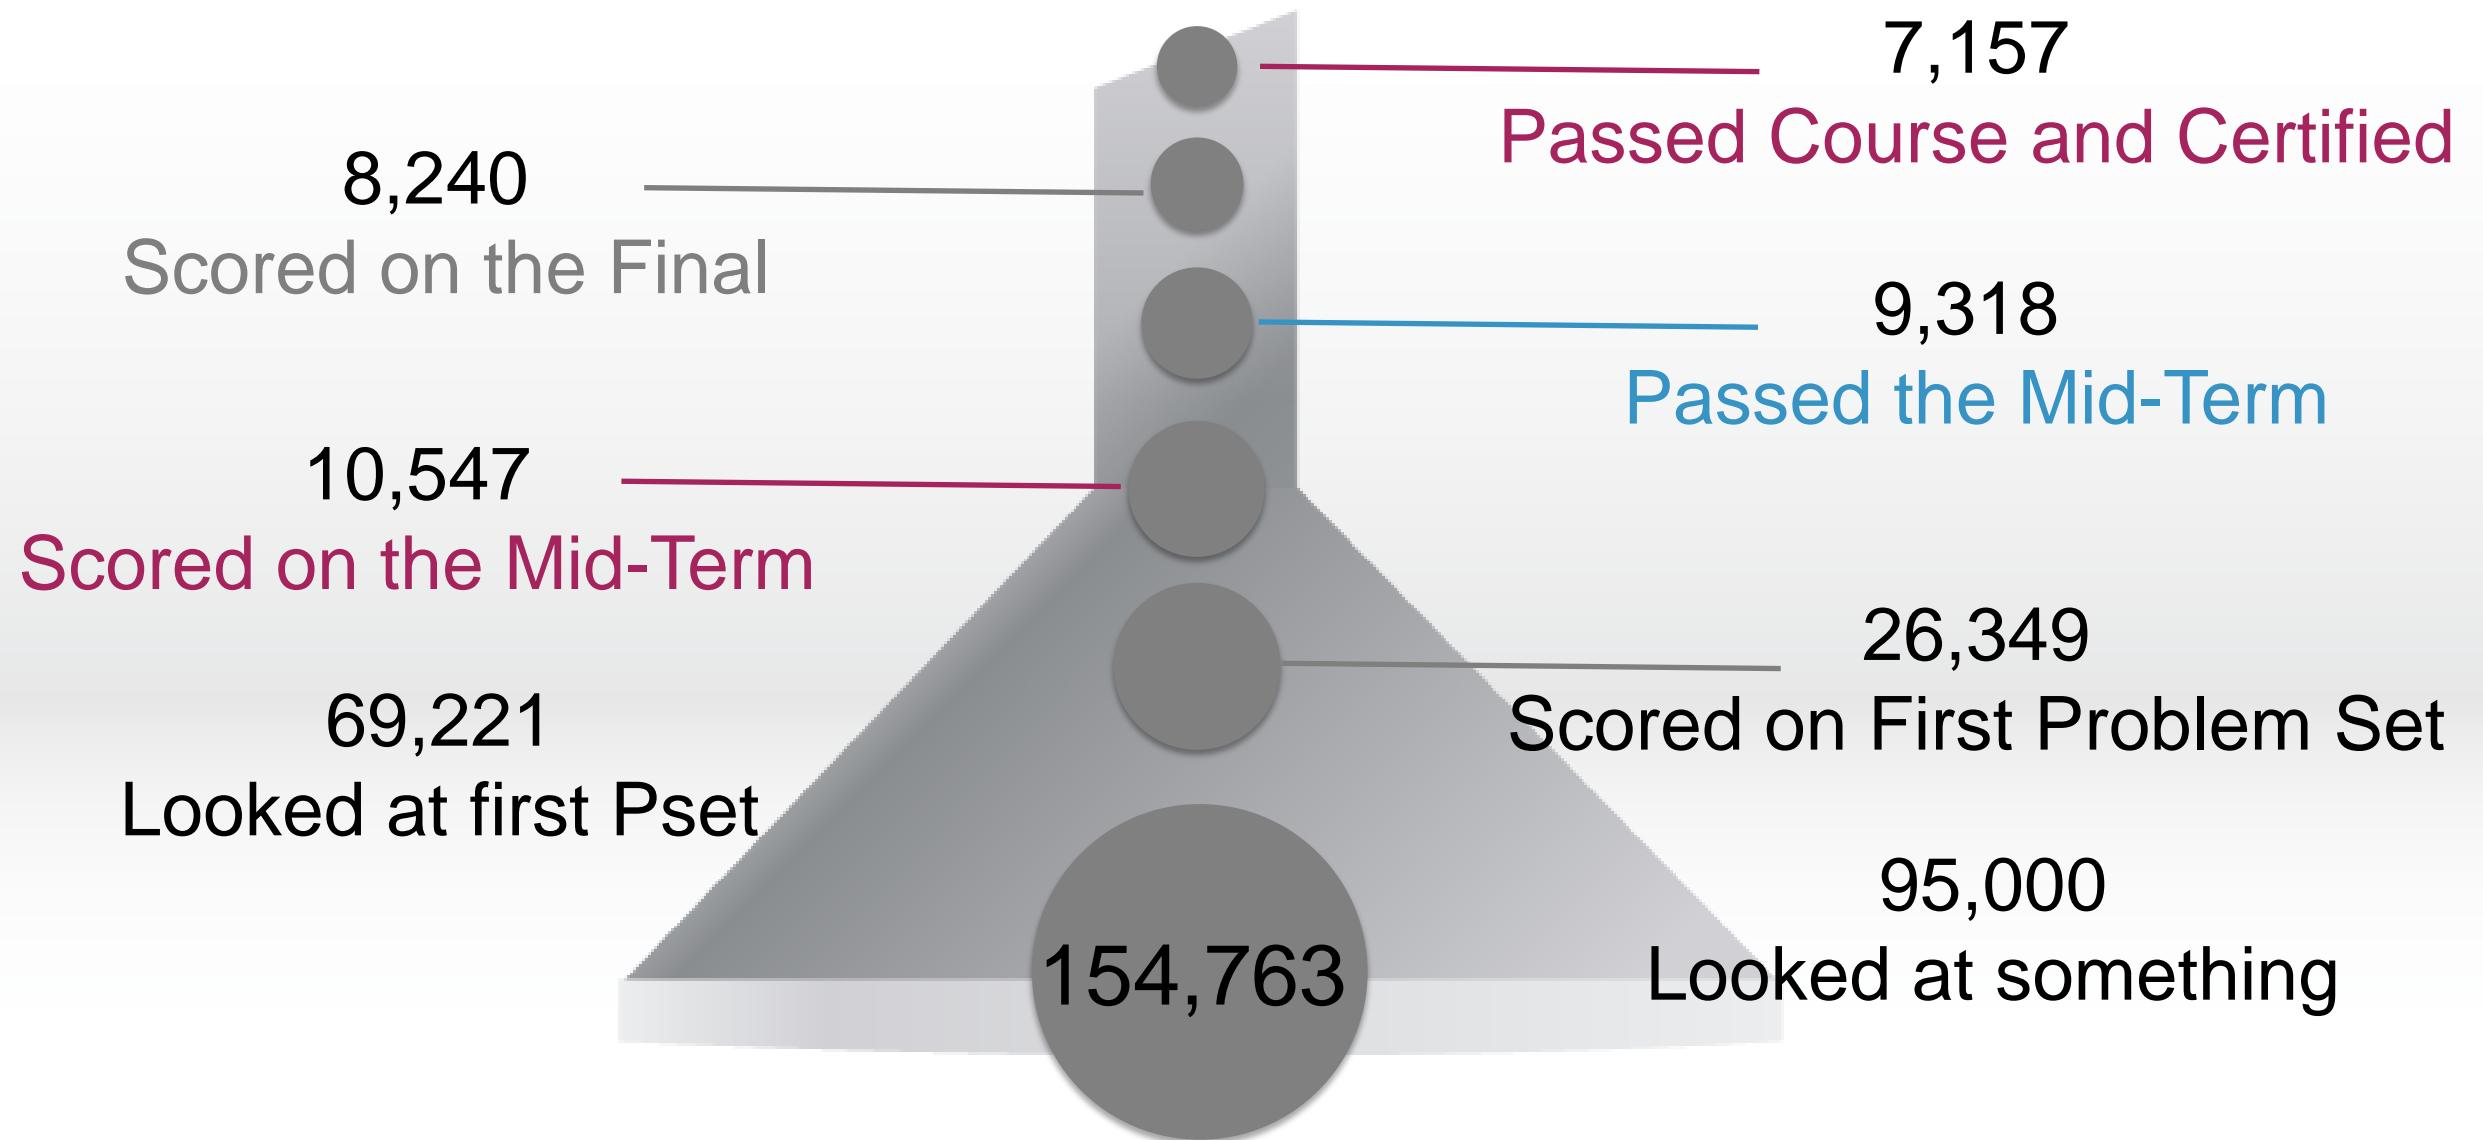 7,157
Passed Course and Certified
8,240
Scored on the Final
9,318
Passed the Mid-Term
10,547
Scored on the Mid-Term
26,349
Scored on First Problem Set
69,221
Looked at first Pset
95,000
Looked at something
154,763